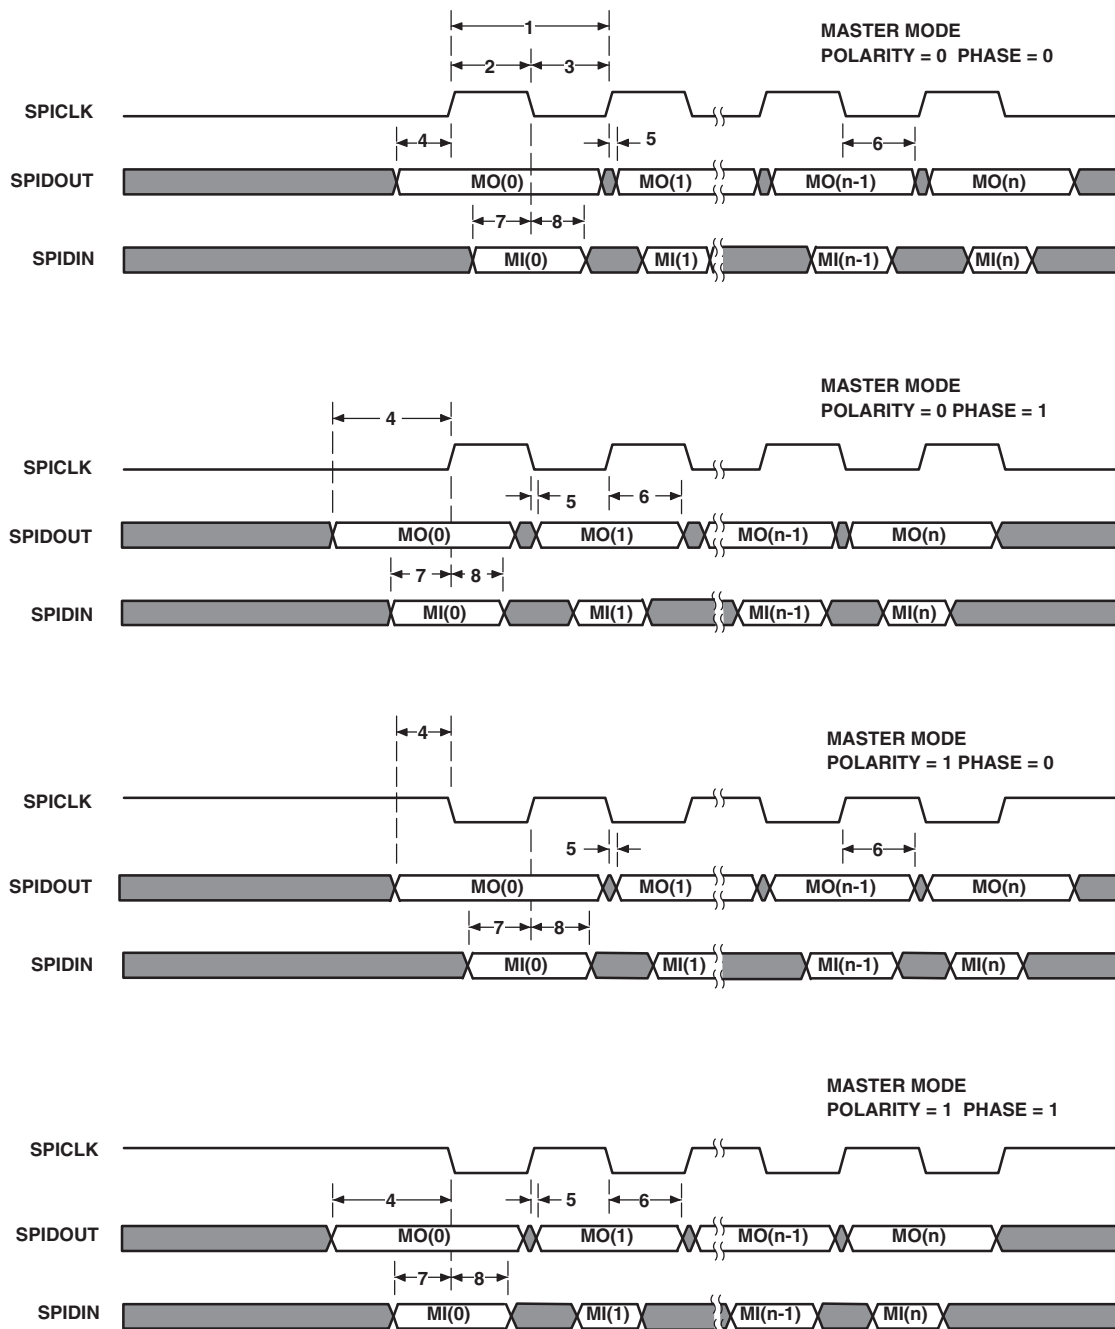 1
MASTER MODE
POLARITY = 0 PHASE = 0
2 3
SPICLK
4 5 6
SPIDOUT MO(0) MO(1) MO(n-1) MO(n)
7 8
SPIDIN MI(0) MI(1) MI(n-1) MI(n)
MASTER MODE
POLARITY = 0 PHASE = 1
4
SPICLK
5 6
SPIDOUT MO(0) MO(1) MO(n-1) MO(n)
7 8
SPIDIN MI(0) MI(1) MI(n-1) MI(n)
4
MASTER MODE
POLARITY = 1 PHASE = 0
SPICLK
5 6
SPIDOUT MO(0) MO(1) MO(n-1) MO(n)
7 8
SPIDIN MI(0) MI(1) MI(n-1) MI(n)
MASTER MODE
POLARITY = 1 PHASE = 1
SPICLK
4 5 6
SPIDOUT MO(0) MO(1) MO(n-1) MO(n)
7 8
SPIDIN MI(0) MI(1) MI(n-1) MI(n)